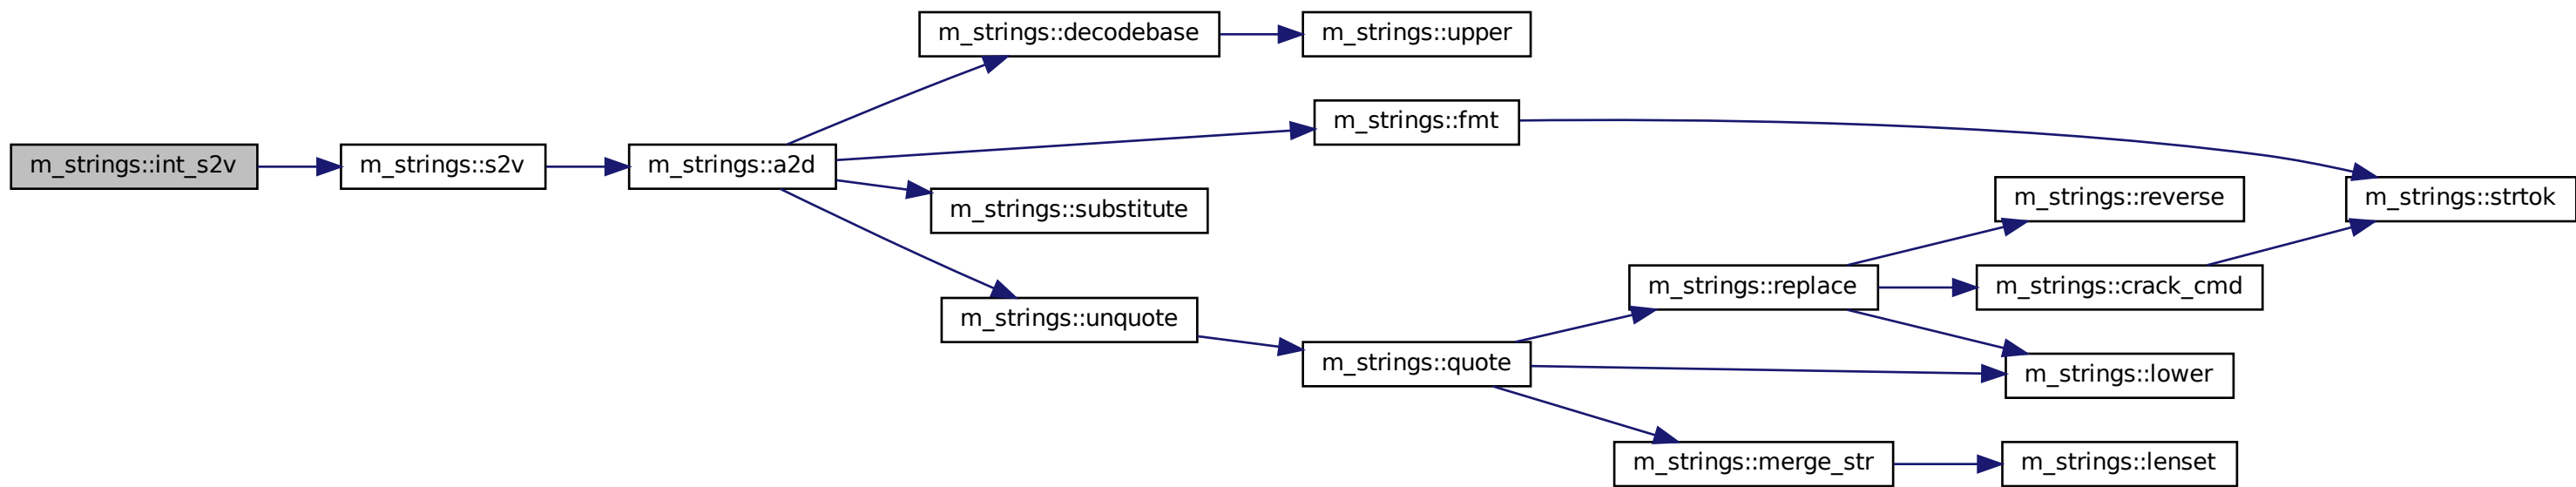 m_strings::int_s2v
m_strings::s2v
m_strings::a2d
m_strings::decodebase
m_strings::upper
m_strings::fmt
m_strings::substitute
m_strings::unquote
m_strings::quote
m_strings::replace
m_strings::merge_str
m_strings::reverse
m_strings::crack_cmd
m_strings::lower
m_strings::lenset
m_strings::strtok